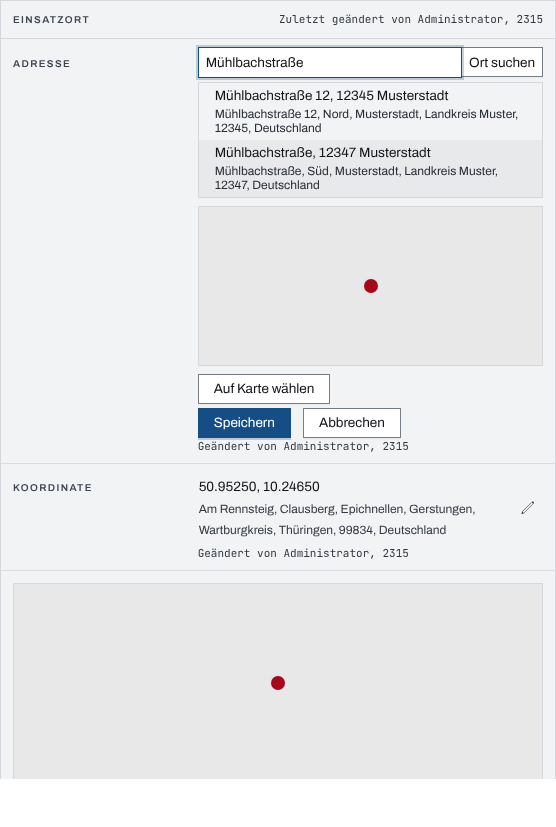 EINSATZORT
Zuletzt geändert von Administrator, 2315
ADRESSE
Mühlbachstraße
Ort suchen
Mühlbachstraße 12, 12345 Musterstadt
Mühlbachstraße 12, Nord, Musterstadt, Landkreis Muster,
12345, Deutschland
Mühlbachstraße, 12347 Musterstadt
Mühlbachstraße, Süd, Musterstadt, Landkreis Muster,
12347, Deutschland
Auf Karte wählen
Speichern
Abbrechen
Geändert von Administrator, 2315
KOORDINATE
50.95250, 10.24650
Am Rennsteig, Clausberg, Epichnellen, Gerstungen,
Wartburgkreis, Thüringen, 99834, Deutschland
Geändert von Administrator, 2315